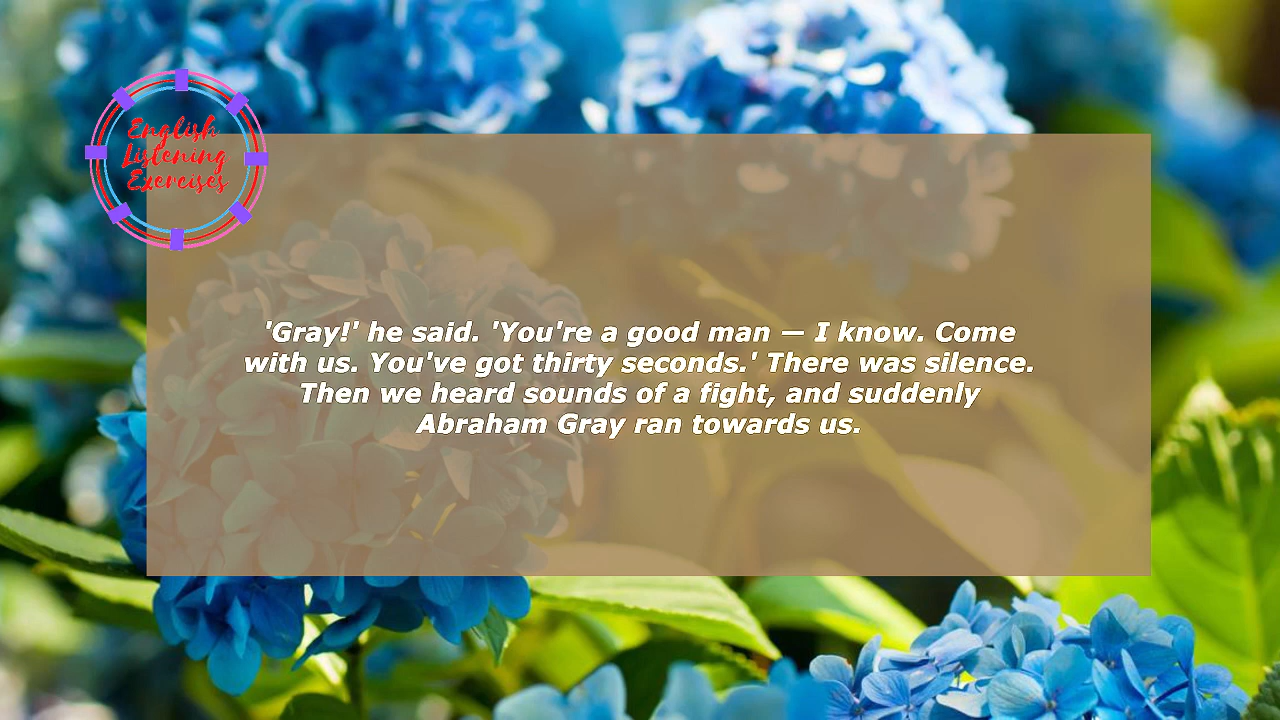 English
Listening
Exercises
'Gray!' he said. 'You're a good man — I know. Come
with us. You've got thirty seconds.' There was silence.
Then we heard sounds of a fight, and suddenly
Abraham Gray ran towards us.